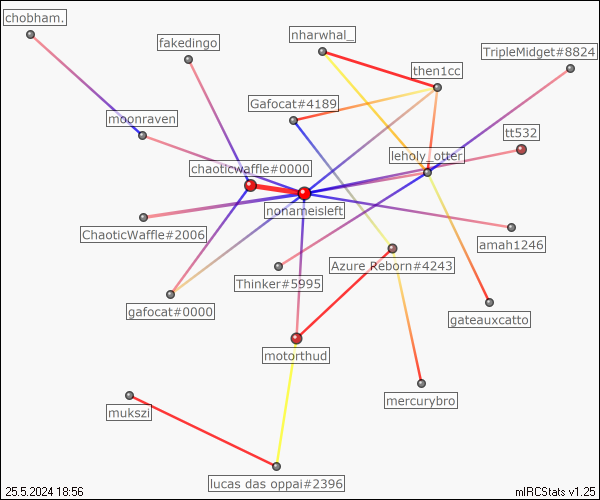 chobham.
nharwhal_
fakedingo
TripleMidget#8824
then1cc
Gafocat#4189
moonraven
tt532
leholy_otter
chaoticwaffle#0000
nonameisleft
ChaoticWaffle#2006
amah1246
Azure Reborn#4243
Thinker#5995
gafocat#0000
gateauxcatto
motorthud
mercurybro
mukszi
lucas das oppai#2396
25.5.2024 18:56
mIRCStats v1.25